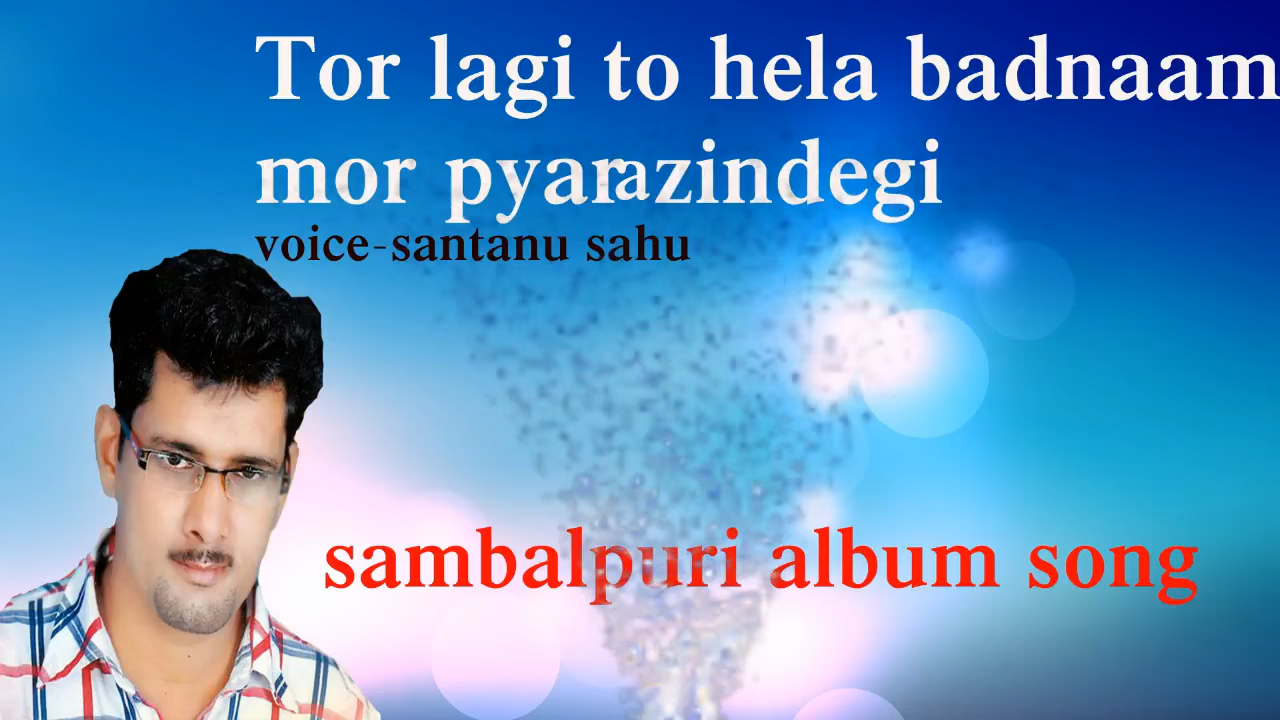 Tor lagi to hela badnaam
mor pyarazindegi
voice-santanu sahu
sambalpuri album song